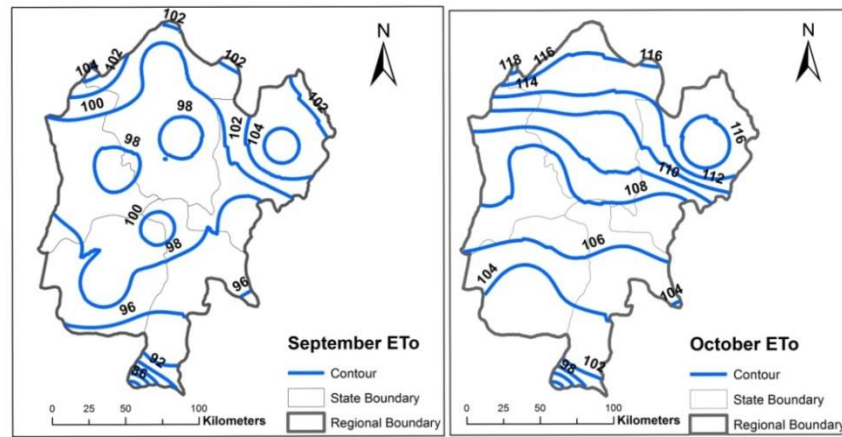 102
N
104
102
102
100
98
102
102
104
98
100
98
96
96
92
86
September ETo
Contour
State Boundary
Regional Boundary
0 25 50 100
Kilometers
116
116
N
118
114
116
110
112
108
106
104
104
102
98
October ETo
Contour
State Boundary
Regional Boundary
0 25 50 100
Kilometers